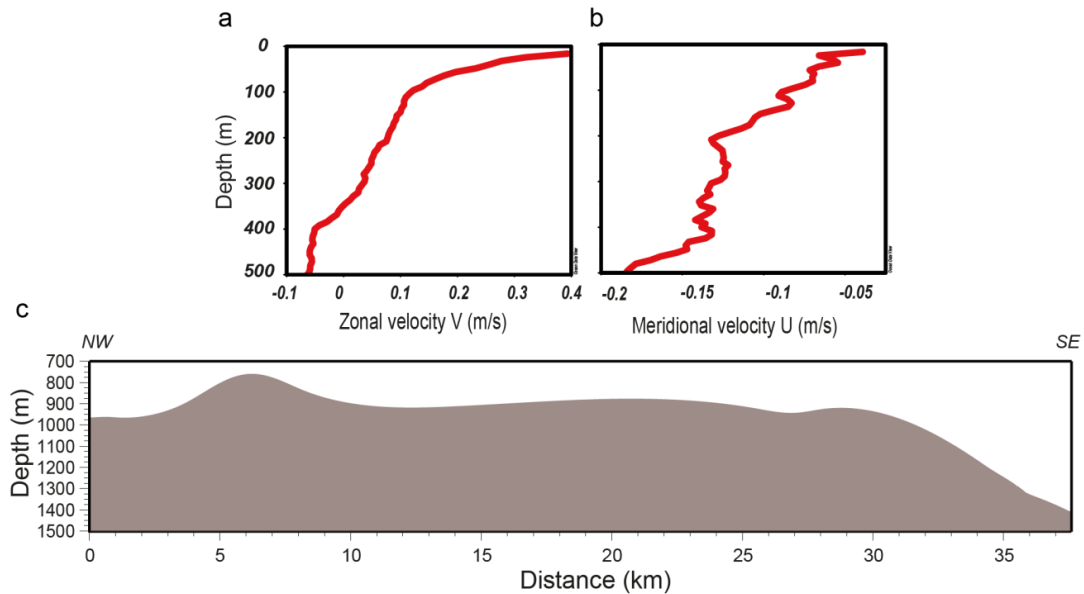 a
b
0
100
200
300
400
500
Depth (m)
-0.1 0 0.1 0.2 0.3 0.4
Zonal velocity V (m/s)
-0.2 -0.15 -0.1 -0.05
Meridional velocity U (m/s)
c
NW
SE
700
800
900
1000
1100
1200
1300
1400
1500
Depth (m)
0 5 10 15 20 25 30 35
Distance (km)